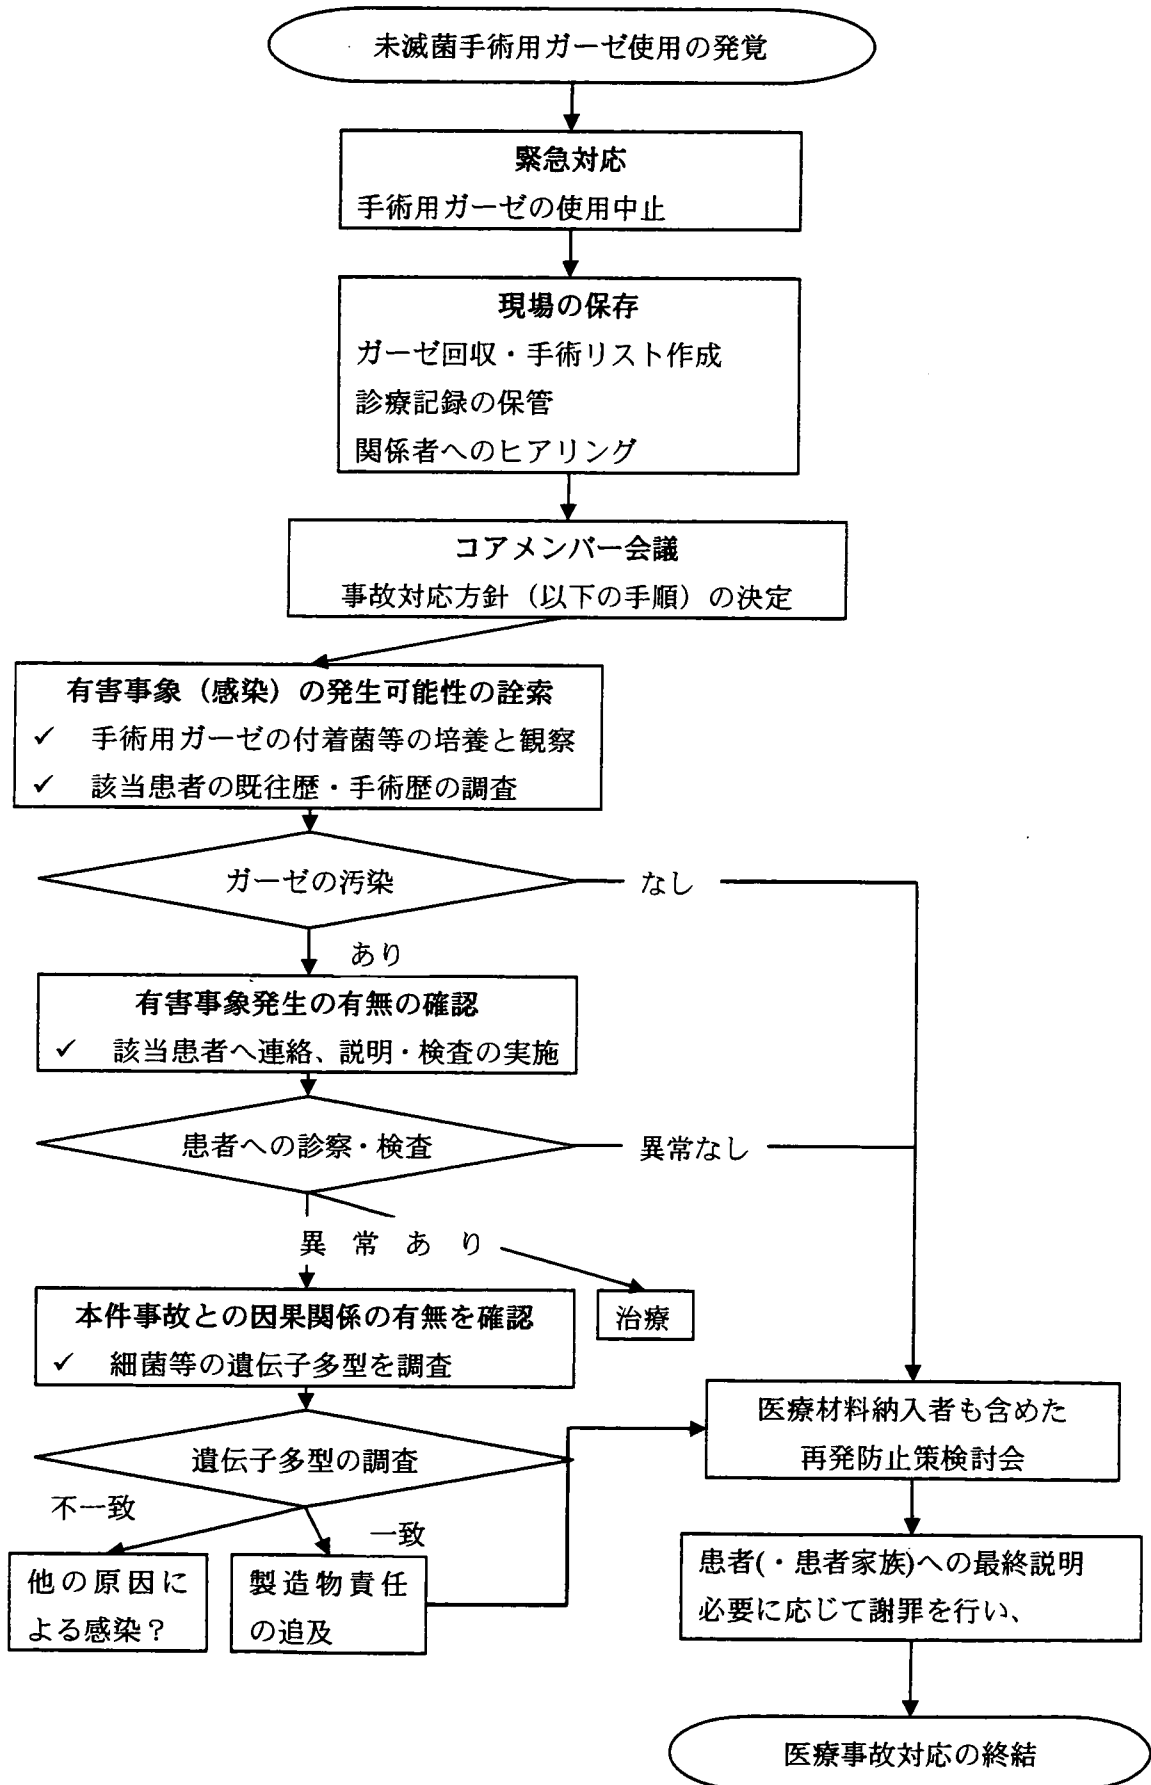 未滅菌手術用ガーゼ使用の発覚
緊急対応
手術用ガーゼの使用中止
現場の保存
ガーゼ回収・手術リスト作成
診療記録の保管
関係者へのヒアリング
コアメンバー会議
事故対応方針（以下の手順）の決定
有害事象（感染）の発生可能性の詮索
✓ 手術用ガーゼの付着菌等の培養と観察
✓ 該当患者の既往歴・手術歴の調査
ガーゼの汚染
なし
あり
有害事象発生の有無の確認
✓ 該当患者へ連絡、説明・検査の実施
患者への診察・検査
異常なし
異常あり
本件事故との因果関係の有無を確認
✓ 細菌等の遺伝子多型を調査
治療
遺伝子多型の調査
不一致
一致
他の原因に
よる感染？
製造物責任
の追及
医療材料納入者も含めた
再発防止策検討会
患者(・患者家族)への最終説明
必要に応じて謝罪を行い、
医療事故対応の終結